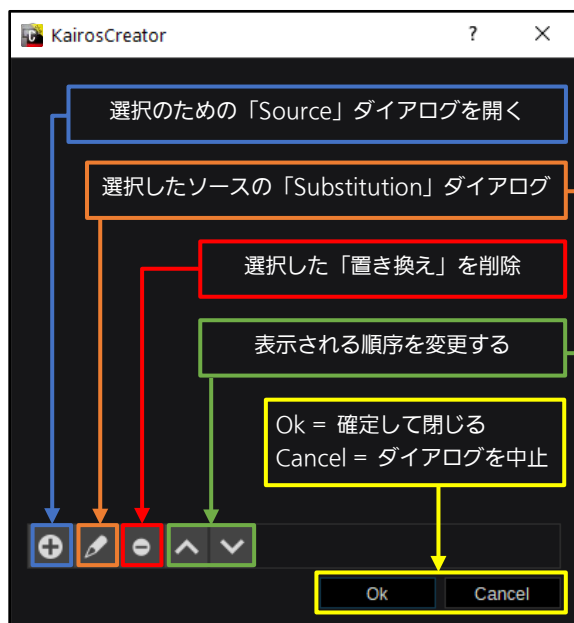 KairosCreator
?
選択のための「Source」ダイアログを開く
選択したソースの「Substitution」ダイアログ
選択した「置き換え」を削除
表示される順序を変更する
Ok = 確定して閉じる
Cancel = ダイアログを中止
Ok Cancel